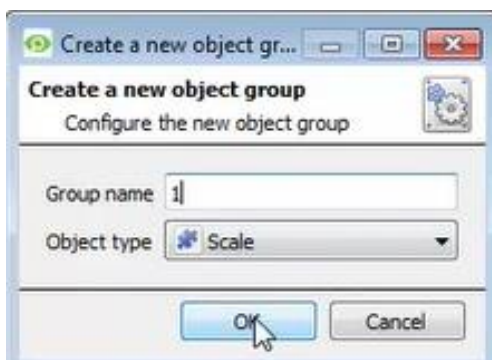 Create a new object gr...
Create a new object group
Configure the new object group
Group name 1
Object type Scale
OK Cancel